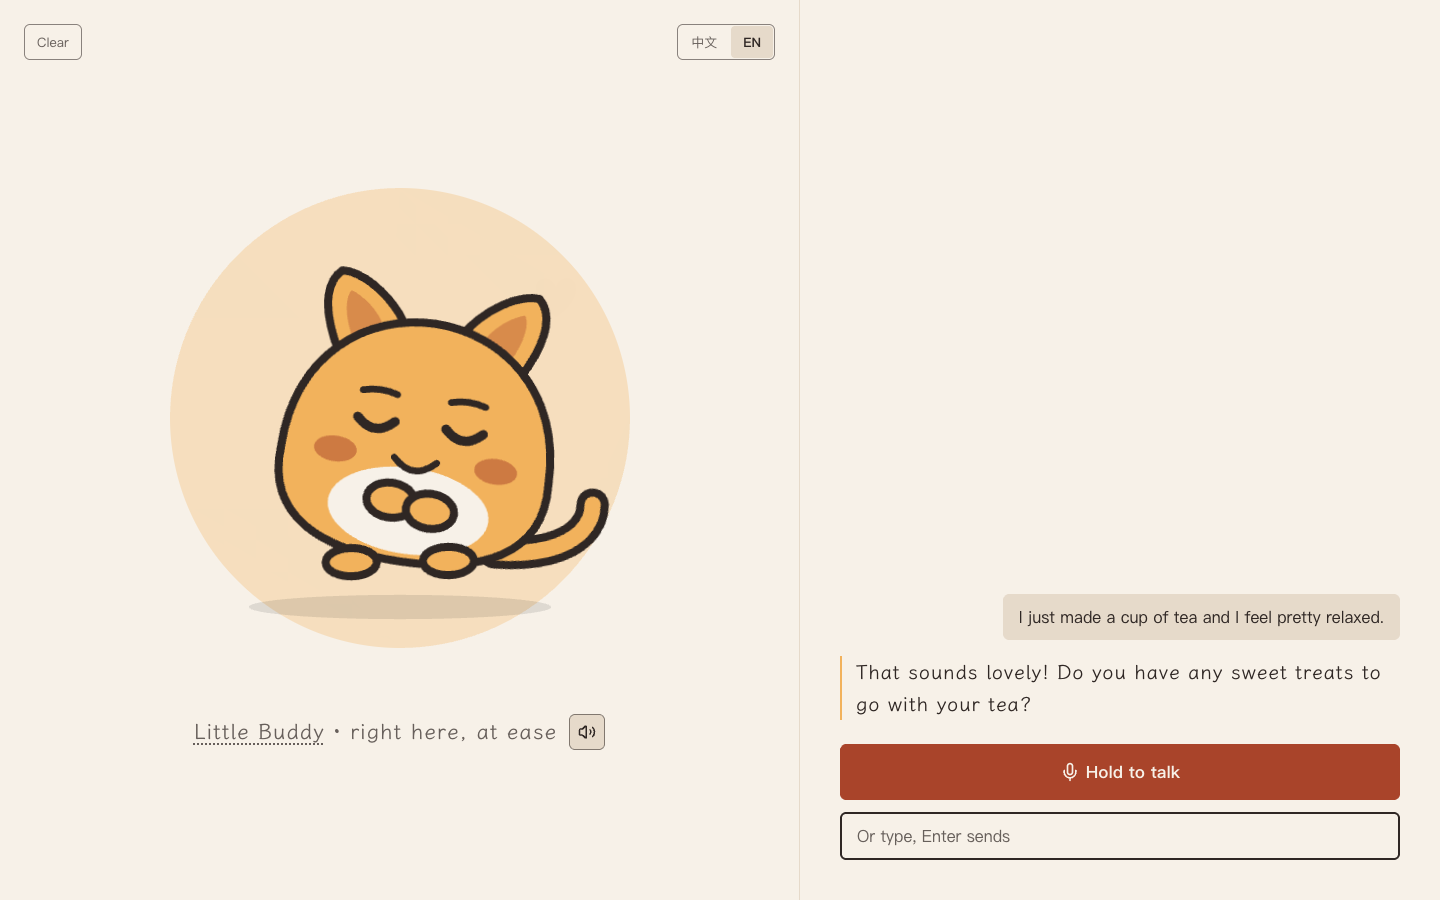 Clear
中文 EN
Little Buddy • right here, at ease
I just made a cup of tea and I feel pretty relaxed.
That sounds lovely! Do you have any sweet treats to
go with your tea?
Hold to talk
Or type, Enter sends